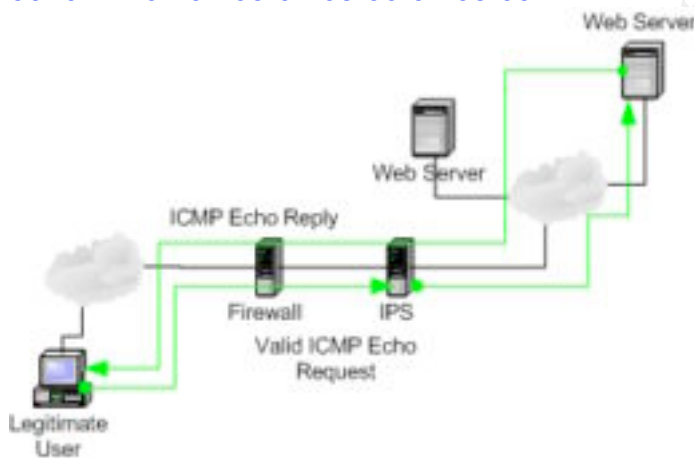 Web Server
Web Server
ICMP Echo Reply
Firewall
IPS
Valid ICMP Echo
Request
Legitimate
User